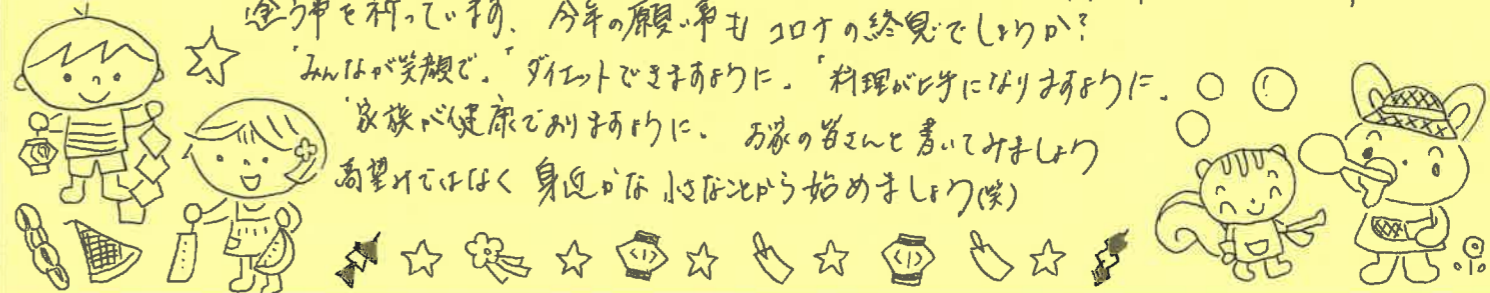 逢う事を祈っています。今年の願い事も コロナの終息でしょうか?
"みんなが笑顔で。" ダイエットできますように。"料理が上手になりますように。
"家族が健康でありますように。 お家の皆さんと書いてみましょう
高望みではなく 身近かな小さなことから始めましょう(笑)